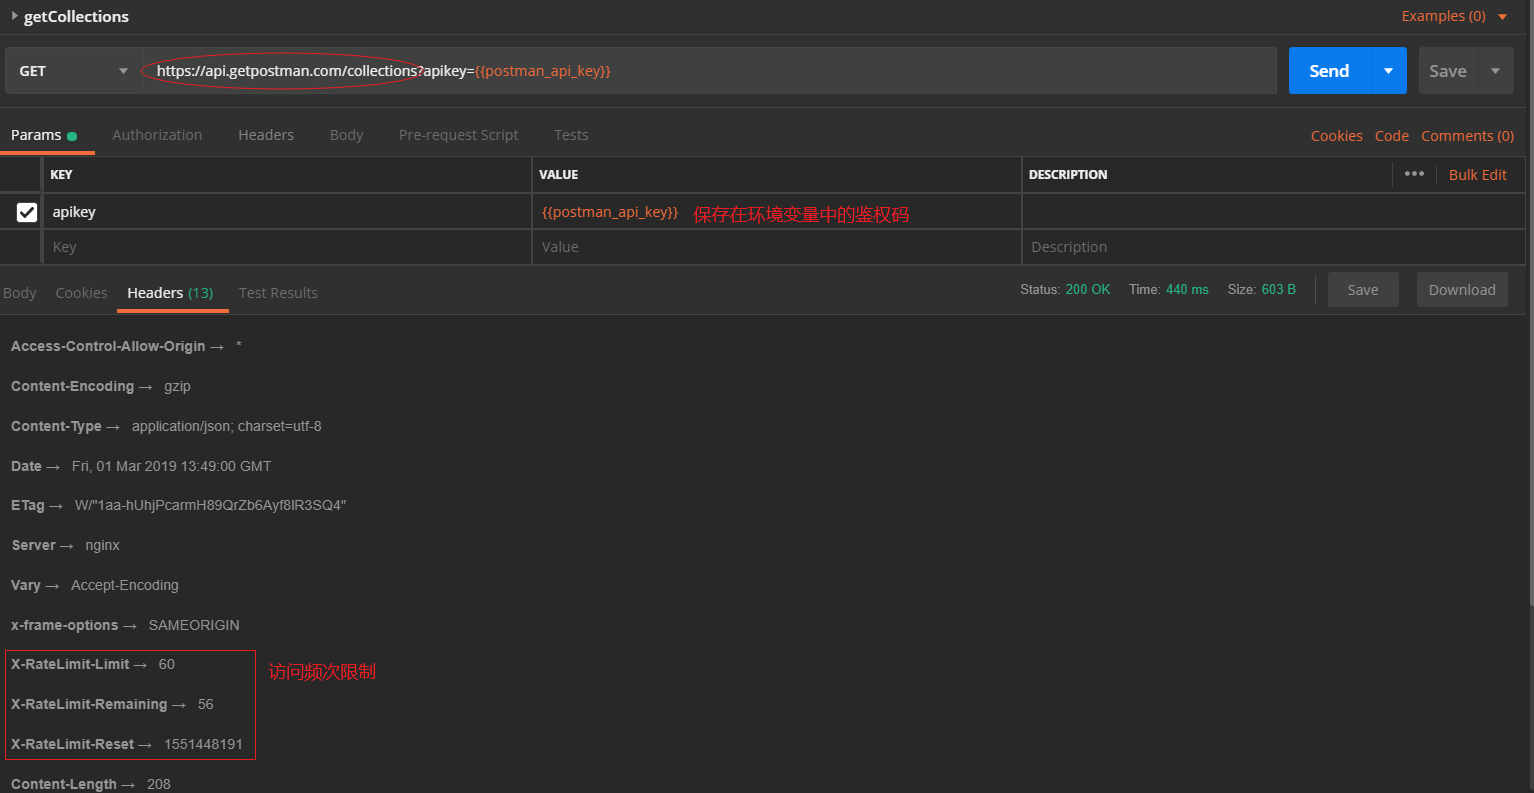 getCollections
Examples (0)
GET
https://api.getpostman.com/collections?apikey={{postman_api_key}}
Send
Save
Params
Authorization
Headers
Body
Pre-request Script
Tests
Cookies
Code
Comments (0)
KEY
VALUE
DESCRIPTION
•••
Bulk Edit
apikey
{{postman_api_key}}
保存在环境变量中的鉴权码
Key
Value
Description
Body
Cookies
Headers (13)
Test Results
Status: 200 OK
Time: 440 ms
Size: 603 B
Save
Download
Access-Control-Allow-Origin → *
Content-Encoding → gzip
Content-Type → application/json; charset=utf-8
Date → Fri, 01 Mar 2019 13:49:00 GMT
ETag → W/"1aa-hUhjPcarmH89QrZb6Ayf8lR3SQ4"
Server → nginx
Vary → Accept-Encoding
x-frame-options → SAMEORIGIN
X-RateLimit-Limit → 60
访问频次限制
X-RateLimit-Remaining → 56
X-RateLimit-Reset → 1551448191
Content-Length → 208